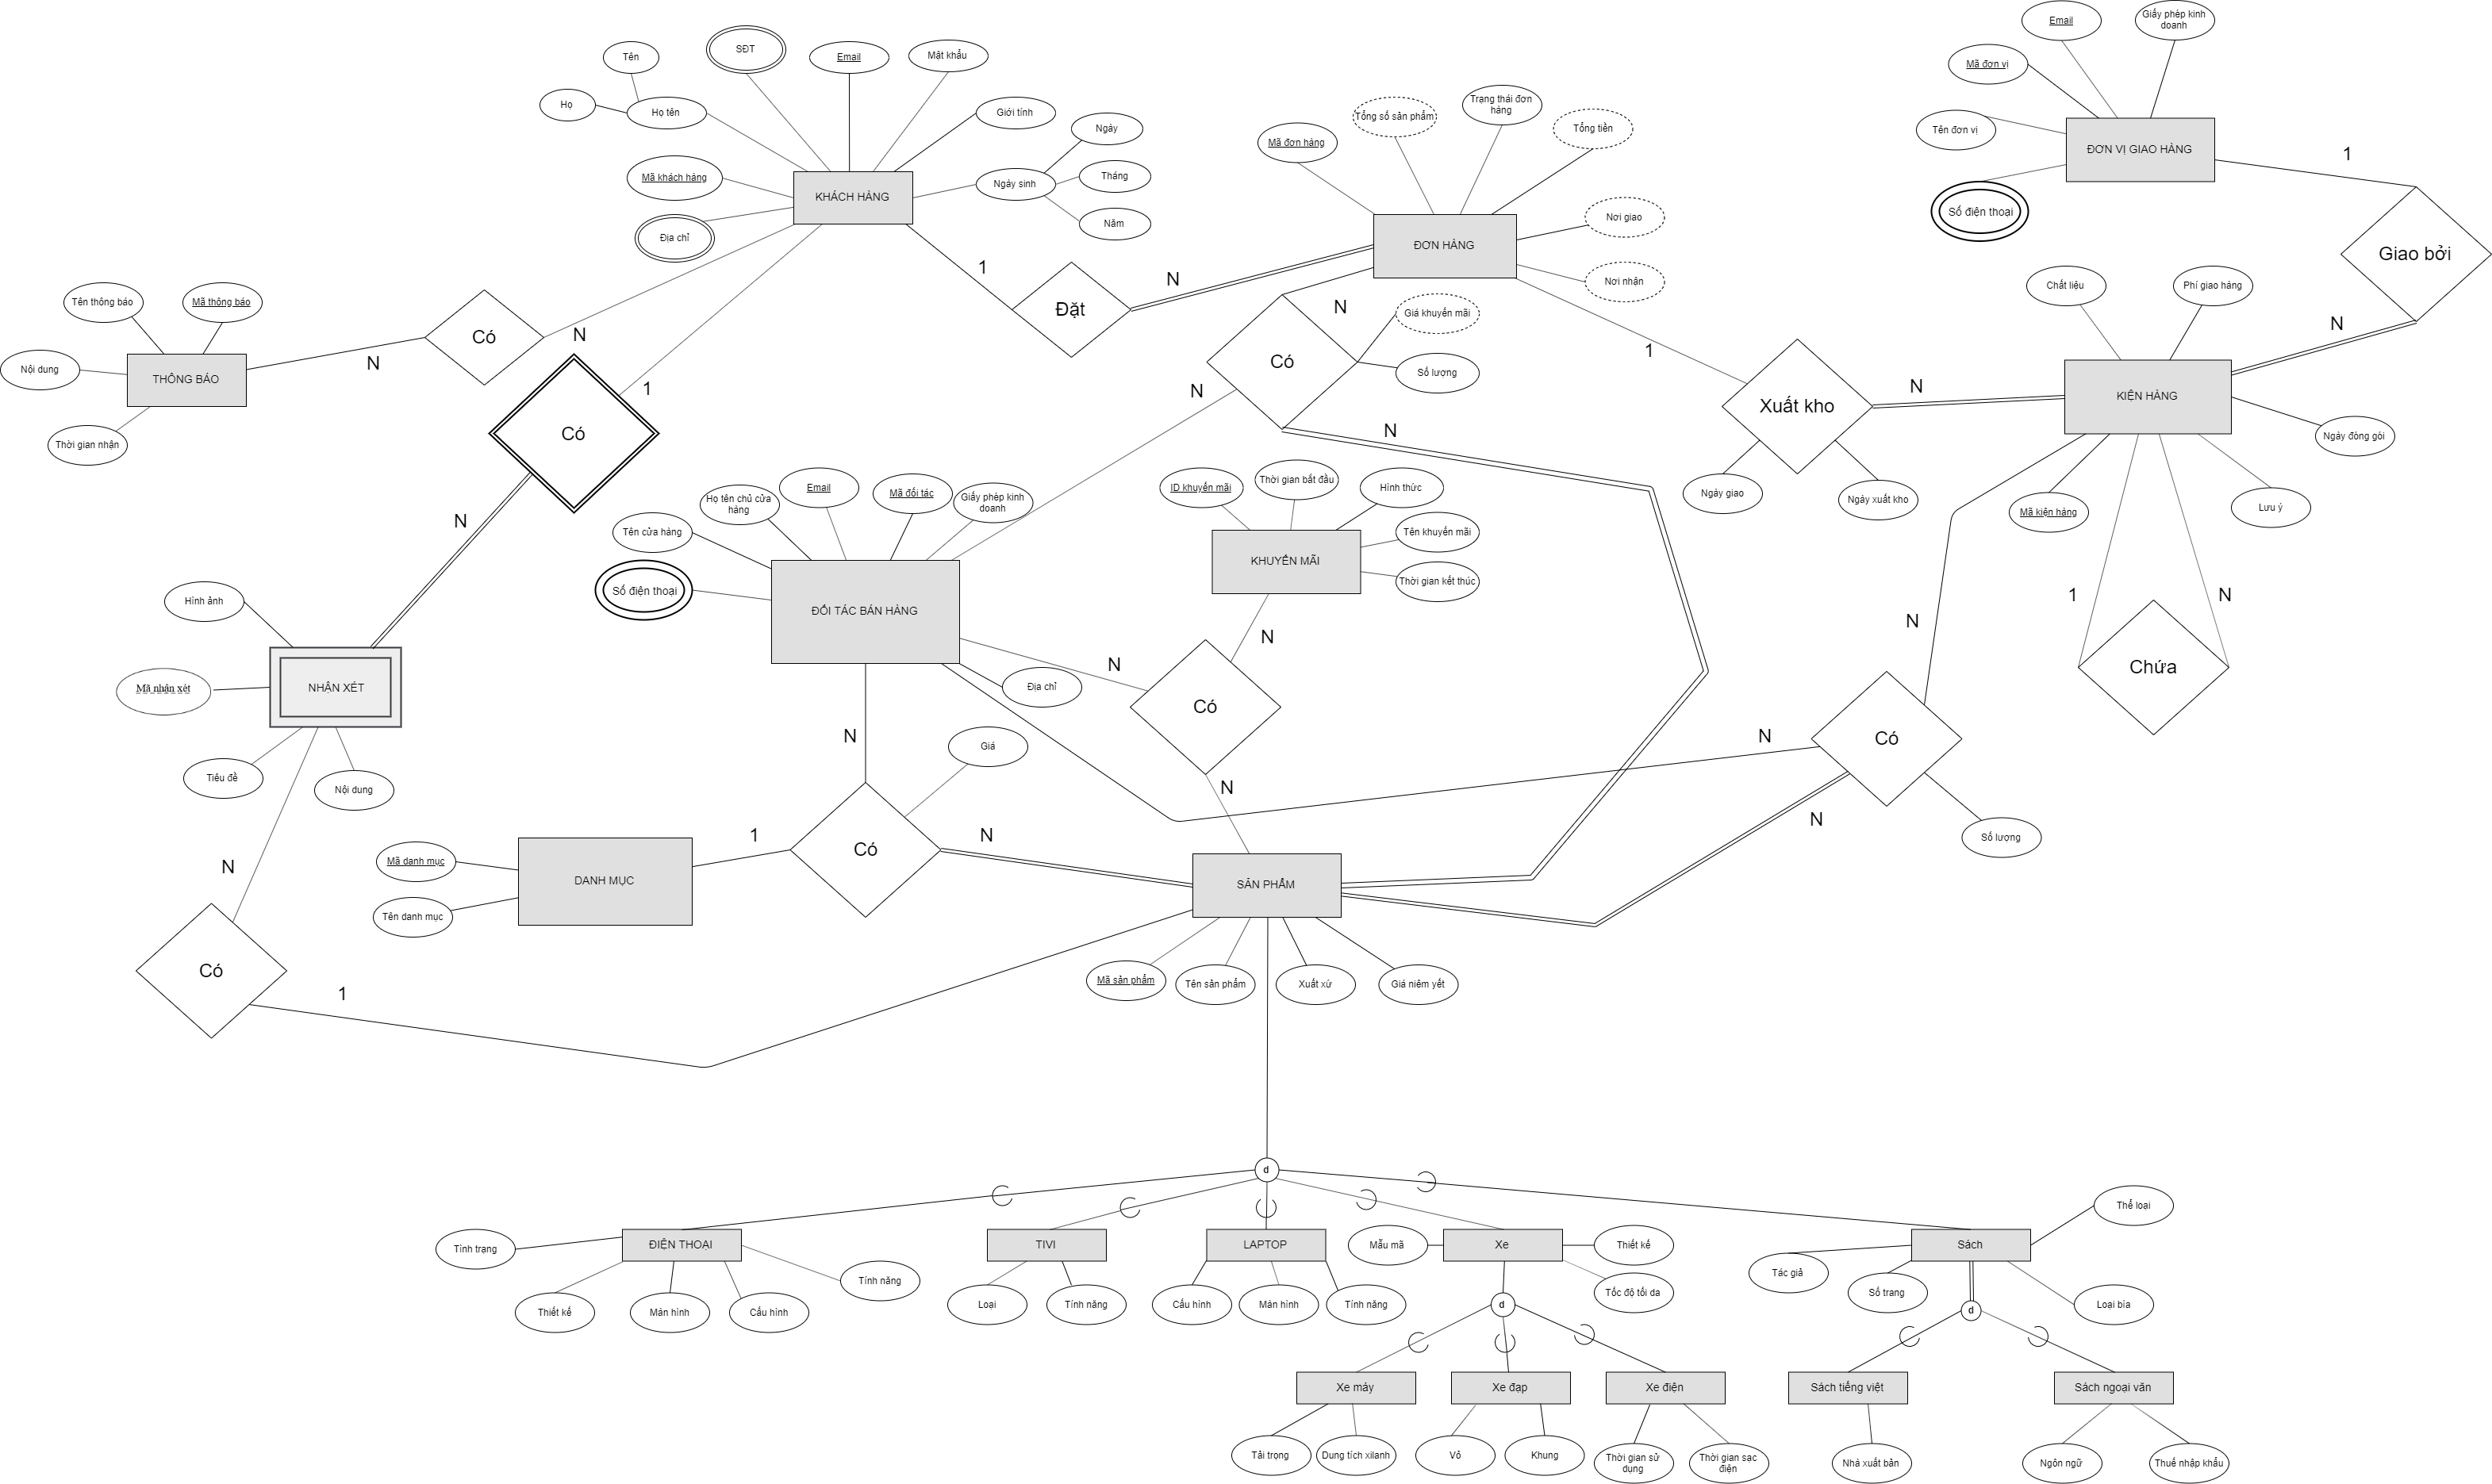 Email
Giấy phép kinh
doanh
Mã đơn vị
Tên đơn vị
ĐƠN VỊ GIAO HÀNG
Số điện thoại
1
Giao bởi
N
SĐT
Tên
Email
Mật khẩu
Họ
Họ tên
Giới tính
Ngày
Mã khách hàng
Ngày sinh
Tháng
Năm
KHÁCH HÀNG
Địa chỉ
Tổng số sản phẩm
Trạng thái đơn
hàng
Tổng tiền
Mã đơn hàng
Nơi giao
Nơi nhận
ĐƠN HÀNG
1
Đặt
N
Tên thông báo
Mã thông báo
Nội dung
THÔNG BÁO
Thời gian nhận
N
Có
N
Có
1
N
N
Có
Giá khuyến mãi
Số lượng
N
N
1
Xuất kho
N
Ngày giao
Ngày xuất kho
Chất liệu
Phí giao hàng
KIỆN HÀNG
Ngày đóng gói
Mã kiện hàng
Lưu ý
1
N
Chứa
Họ tên chủ cửa
hàng
Email
Mã đối tác
Giấy phép kinh
doanh
Tên cửa hàng
Số điện thoại
ĐỐI TÁC BÁN HÀNG
Địa chỉ
ID khuyến mãi
Thời gian bắt đầu
Hình thức
Tên khuyến mãi
Thời gian kết thúc
KHUYẾN MÃI
N
N
Có
N
Hình ảnh
Mã nhận xét
NHẬN XÉT
Tiêu đề
Nội dung
N
Có
1
N
Giá
1
Có
N
Mã danh mục
Tên danh mục
DANH MỤC
N
N
Có
N
Số lượng
SẢN PHẨM
Mã sản phẩm
Tên sản phẩm
Xuất xứ
Giá niêm yết
d
ĐIỆN THOẠI
Tình trạng
Thiết kế
Màn hình
Cấu hình
Tính năng
TIVI
Loại
Tính năng
LAPTOP
Cấu hình
Màn hình
Tính năng
Mẫu mã
Xe
Thiết kế
Tốc độ tối đa
Sách
Thể loại
Tác giả
Số trang
Loại bìa
d
d
Xe máy
Xe đạp
Xe điện
Sách tiếng việt
Sách ngoại văn
Tải trọng
Dung tích xilanh
Vỏ
Khung
Thời gian sử
dụng
Thời gian sạc
điện
Nhà xuất bản
Ngôn ngữ
Thuế nhập khẩu